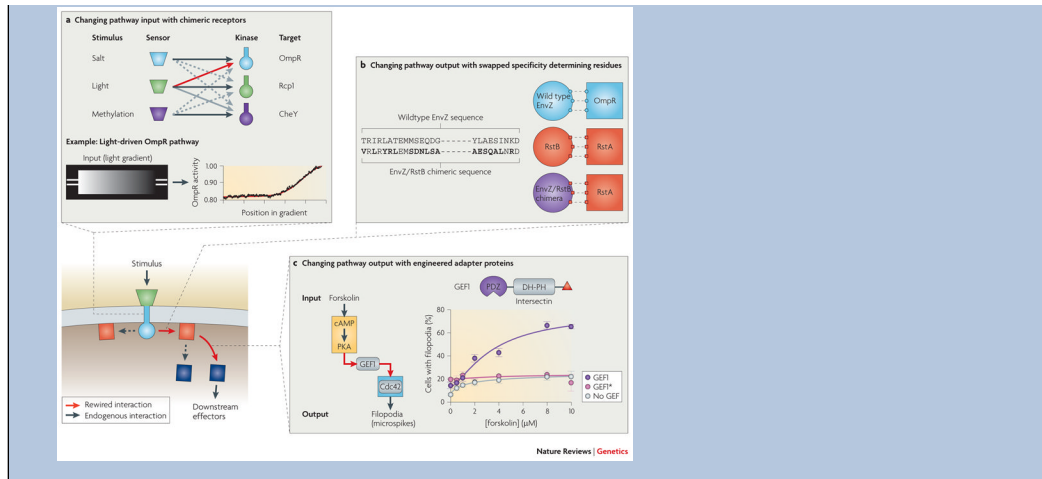 a Changing pathway input with chimeric receptors
Stimulus Sensor Kinase Target
Salt OmpR
Light Rcp1
Methylation CheY
Example: Light-driven OmpR pathway
Input (light gradient)
OmpR activity
1.00
0.90
0.80
Position in gradient
b Changing pathway output with swapped specificity determining residues
Wildtype EnvZ sequence
TRIRLATEMMSEQDG------YLAESINKD
VRLRYRLEMSDNLSA------AESQALNRD
EnvZ/RstB chimeric sequence
Wild type
EnvZ
OmpR
RstB
RstA
EnvZ/RstB
chimera
RstA
Stimulus
Downstream
effectors
Rewired interaction
Endogenous interaction
c Changing pathway output with engineered adapter proteins
Input
Forskolin
cAMP
PKA
GEF1
Cdc42
Output
Filopodia
(microspikes)
GEF1
PDZ
DH-PH
Intersectin
Cells with filopodia (%)
80
60
40
20
0
0 2 4 6 8 10
[forskolin] (μM)
GEF1
GEF1*
No GEF
Nature Reviews | Genetics